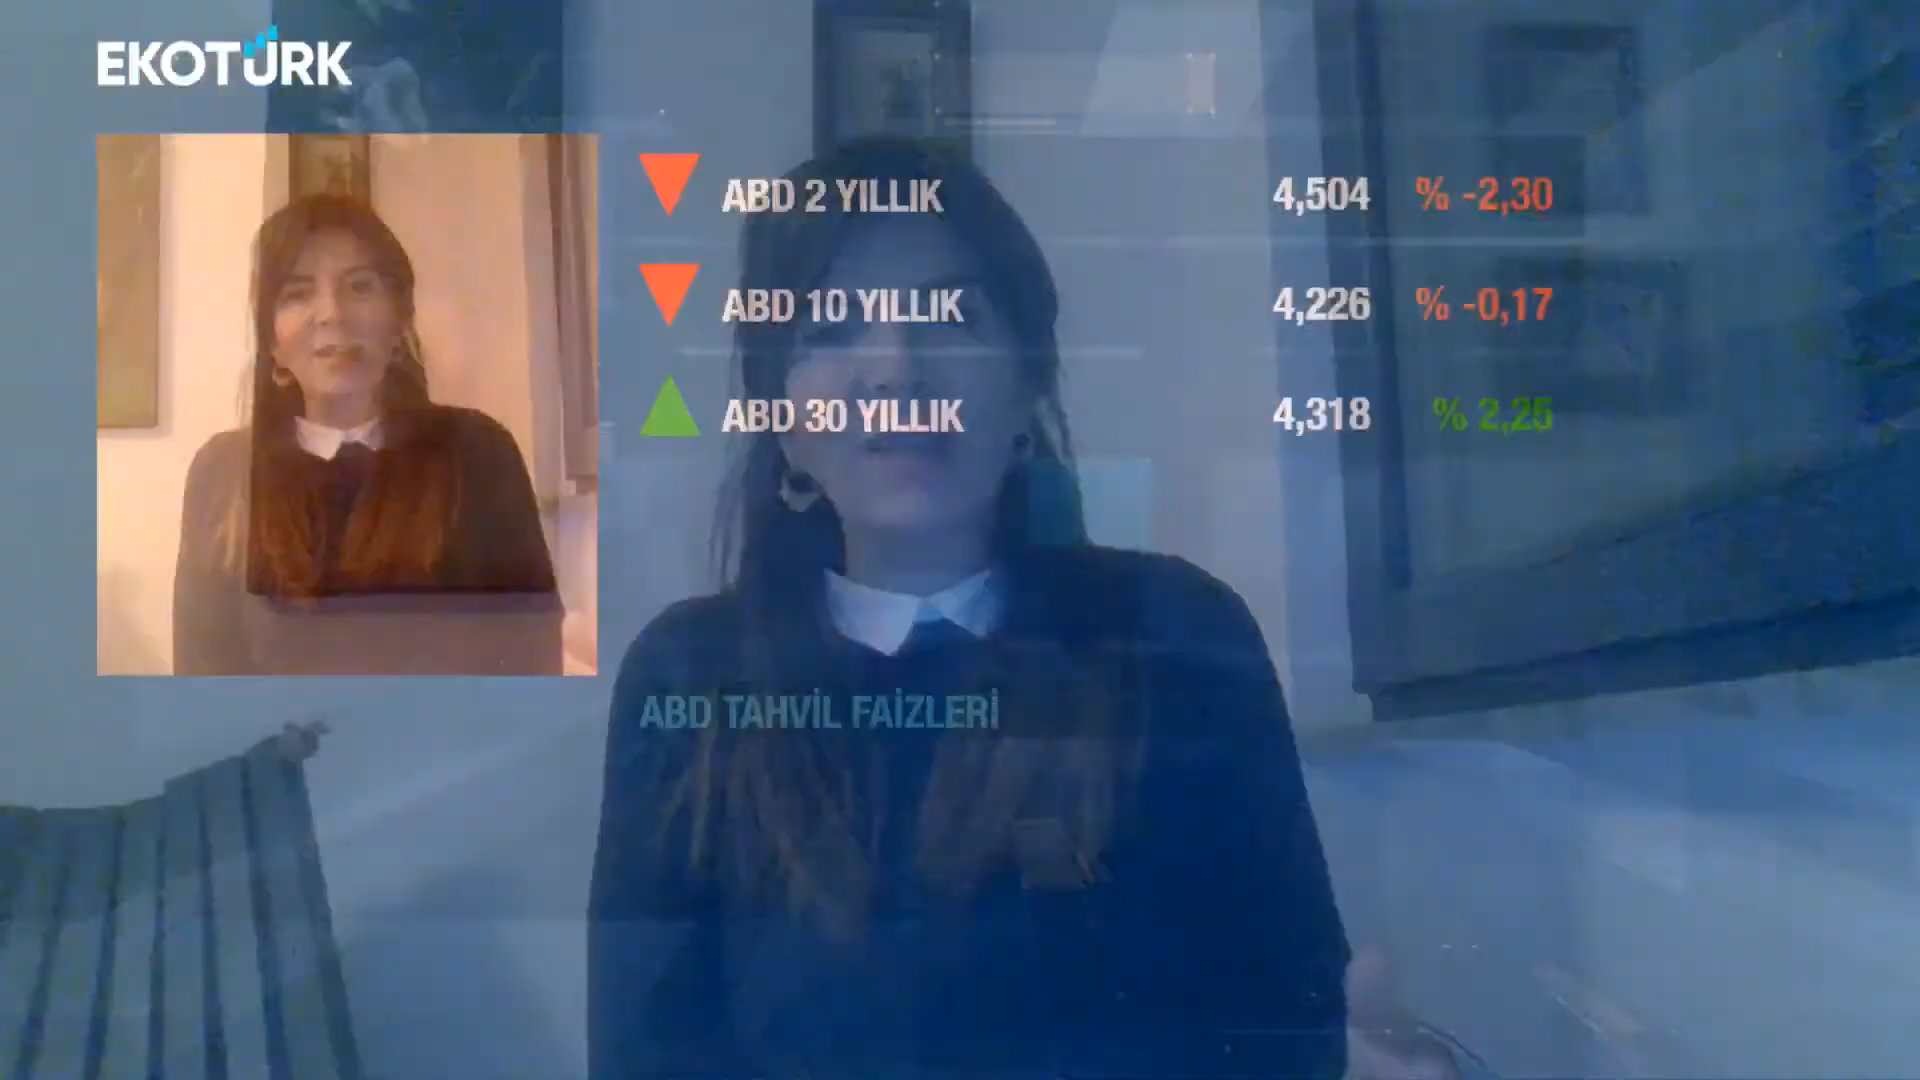 EKOTÜRK
ABD 2 YILLIK 4,504 % -2,30
ABD 10 YILLIK 4,226 % -0,17
ABD 30 YILLIK 4,318 % 2,25
ABD TAHVİL FAİZLERİ